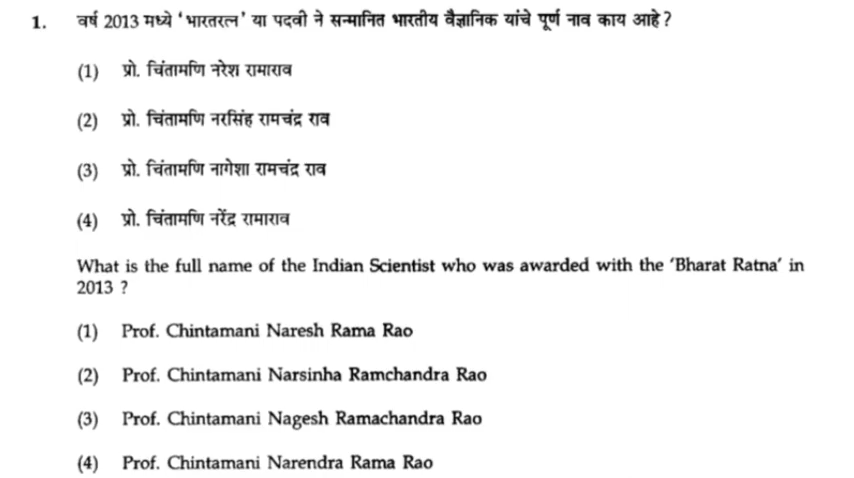 1. वर्ष 2013 मध्ये 'भारतरत्न' या पदवी ने सन्मानित भारतीय वैज्ञानिक यांचे पूर्ण नाव काय आहे ?
(1) प्रो. चिंतामणि नरेश रामाराव
(2) प्रो. चिंतामणि नरसिंह रामचंद्र राव
(3) प्रो. चिंतामणि नागेशा रामचंद्र राव
(4) प्रो. चिंतामणि नरेंद्र रामाराव
What is the full name of the Indian Scientist who was awarded with the 'Bharat Ratna' in
2013 ?
(1) Prof. Chintamani Naresh Rama Rao
(2) Prof. Chintamani Narsinha Ramchandra Rao
(3) Prof. Chintamani Nagesh Ramachandra Rao
(4) Prof. Chintamani Narendra Rama Rao